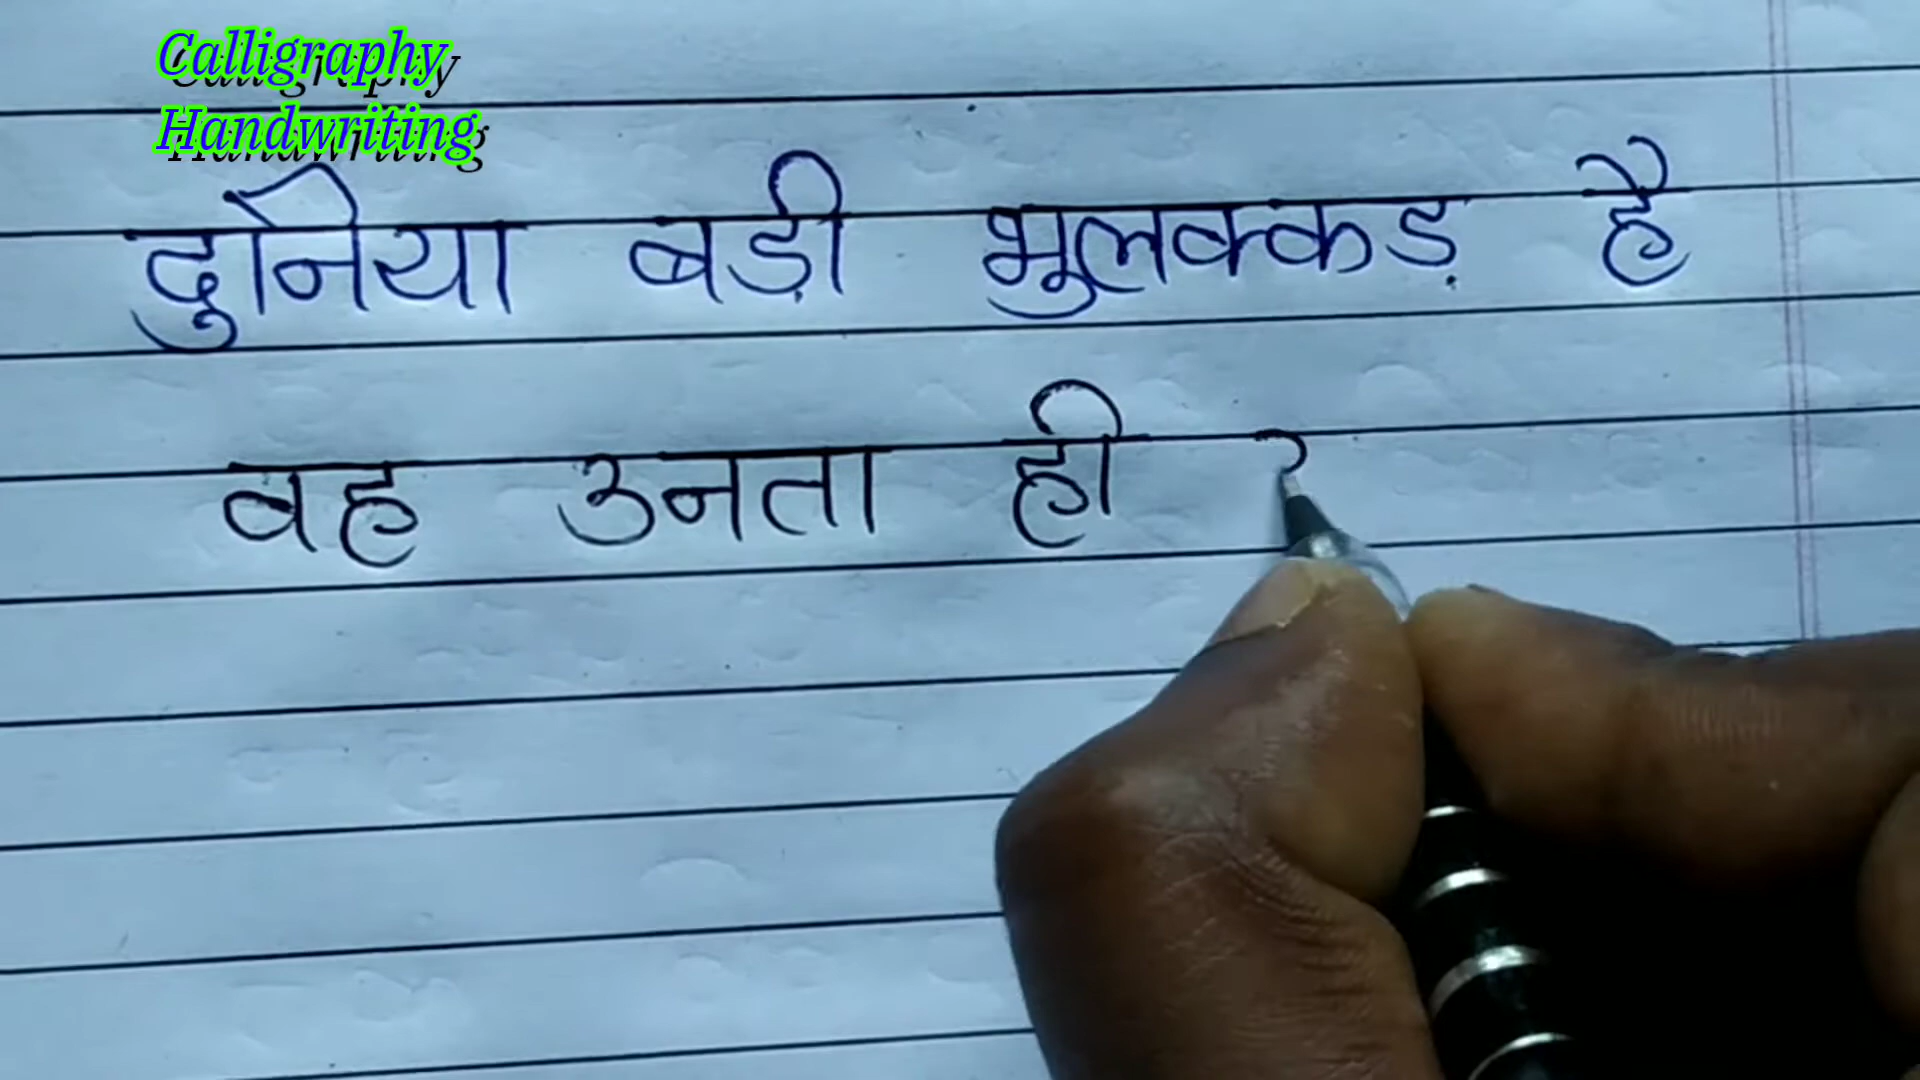 Calligraphy
Handwriting
दुनिया बड़ी भुलक्कड़ है
वह उनता ही